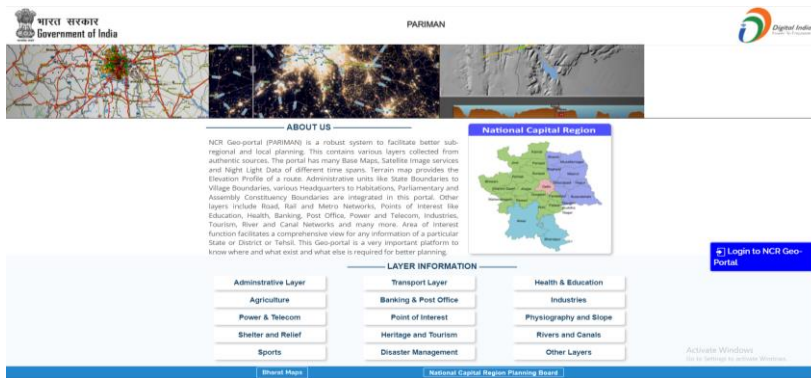 भारत सरकार
Government of India
PARIMAN
Digital India
ABOUT US
NCR Geo-portal (PARIMAN) is a robust system to facilitate better sub-
regional and local planning. This contains various layers collected from
authentic sources. The portal has many Base Maps, Satellite Image services
and Night Light Data of different time spans. Terrain map provides the
Elevation Profile of a route. Administrative units like State Boundaries to
Village Boundaries, various Headquarters to Habitations, Parliamentary and
Assembly Constituency Boundaries are integrated in this portal. Other
layers include Road, Rail and Metro Networks, Points of Interest like
Education, Health, Banking, Post Office, Power and Telecom, Industries,
Tourism, River and Canal Networks and many more. Area of Interest
function facilitates a comprehensive view for any information of a particular
State or District or Tehsil. This Geo-portal is a very important platform to
know where and what exist and what else is required for better planning.
National Capital Region
Login to NCR Geo-
Portal
LAYER INFORMATION
Adminstrative Layer
Transport Layer
Health & Education
Agriculture
Banking & Post Office
Industries
Power & Telecom
Point of Interest
Physiography and Slope
Shelter and Relief
Heritage and Tourism
Rivers and Canals
Sports
Disaster Management
Other Layers
Activate Windows
Go to Settings to activate Windows.
Bharat Maps
National Capital Region Planning Board